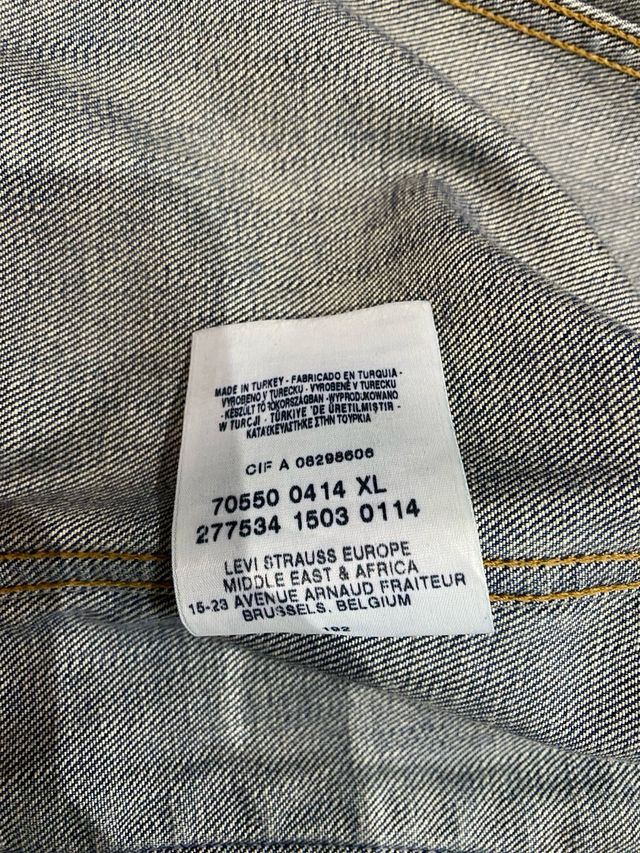 MADE IN TURKEY - FABRICADO EN TURQUIA -
VYROBENO V TURECKU - VYROBENÉ V TURECKU
- KÉSZÜLT TÖRÖKORSZÁGBAN - WYPRODUKOWANO
W TURCJI - TÜRKİYE 'DE ÜRETİLMİŞTİR -
ΚΑΤΑΣΚΕΥΑΣΤΗΚΕ ΣΤΗΝ ΤΟΥΡΚΙΑ
CIF A 08298606
70550 0414 XL
277534 1503 0114
LEVI STRAUSS EUROPE
MIDDLE EAST & AFRICA
15-23 AVENUE ARNAUD FRAITEUR
BRUSSELS, BELGIUM